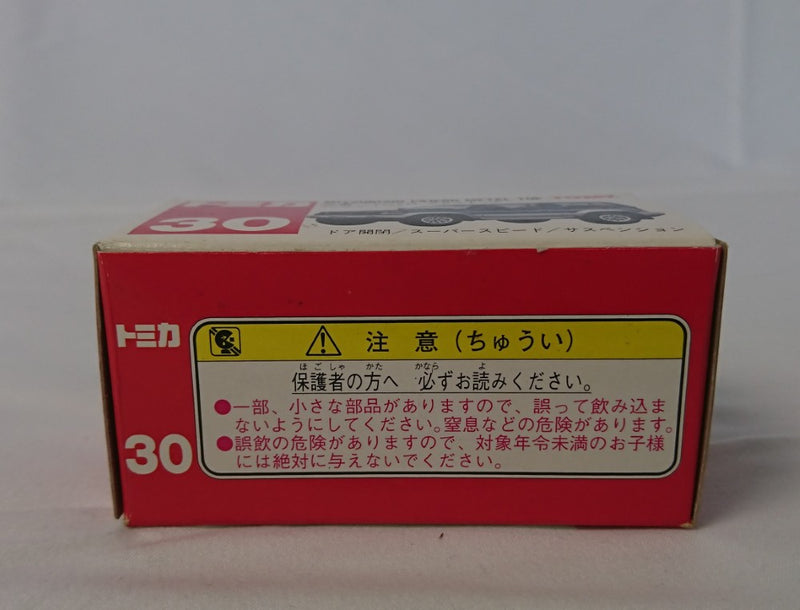 トミカ
30
ドア開閉/スーパースピード/サスペンション
トミカ
注 意(ちゅうい)
ほごしゃ かた かなら よ
保護者の方へ 必ずお読みください。
●一部、小さな部品がありますので、誤って飲み込ま
ないようにしてください。窒息などの危険があります。
●誤飲の危険がありますので、対象年令未満のお子様
には絶対に与えないでください。
30